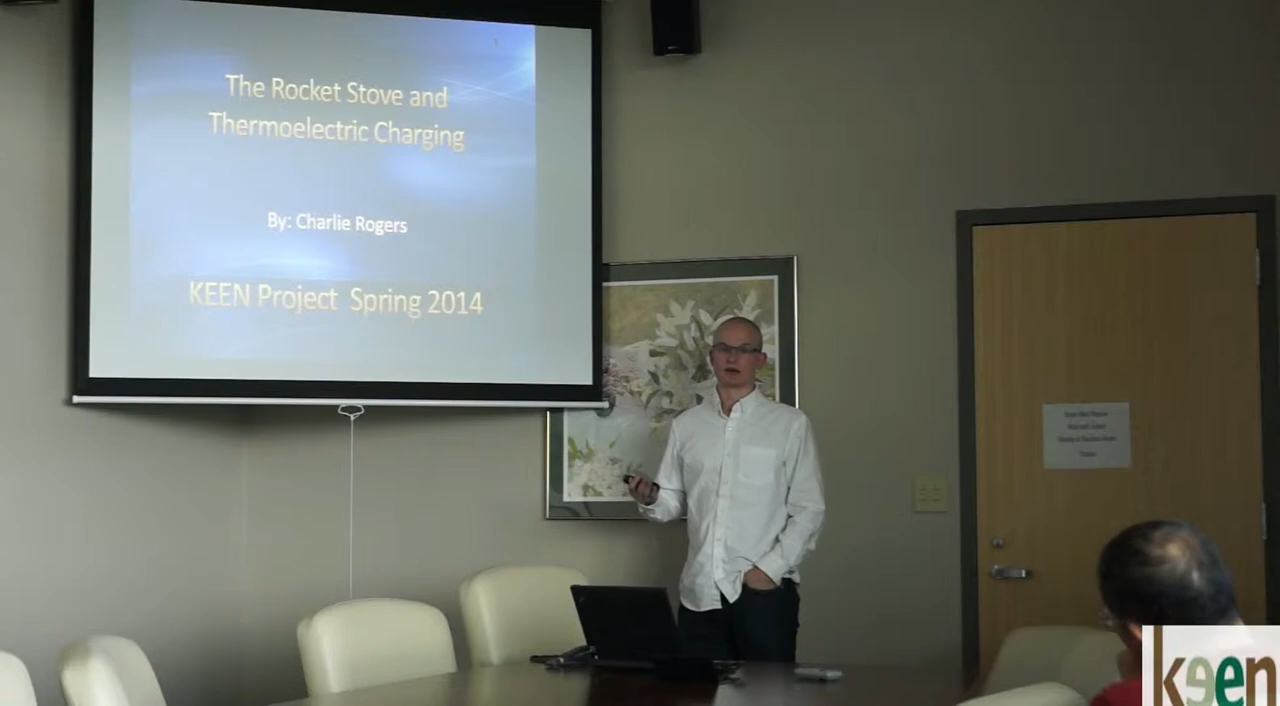 The Rocket Stove and
Thermoelectric Charging
By: Charlie Rogers
KEEN Project Spring 2014
keen